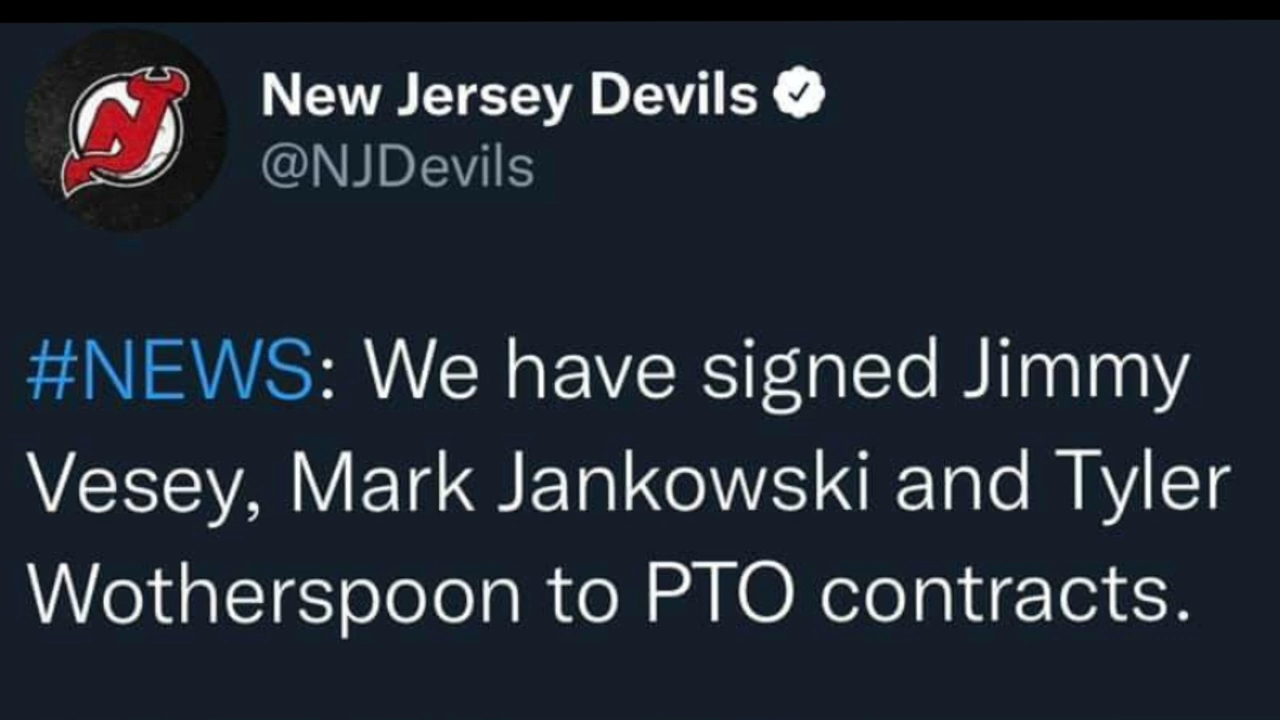 New Jersey Devils
@NJDevils
#NEWS: We have signed Jimmy
Vesey, Mark Jankowski and Tyler
Wotherspoon to PTO contracts.